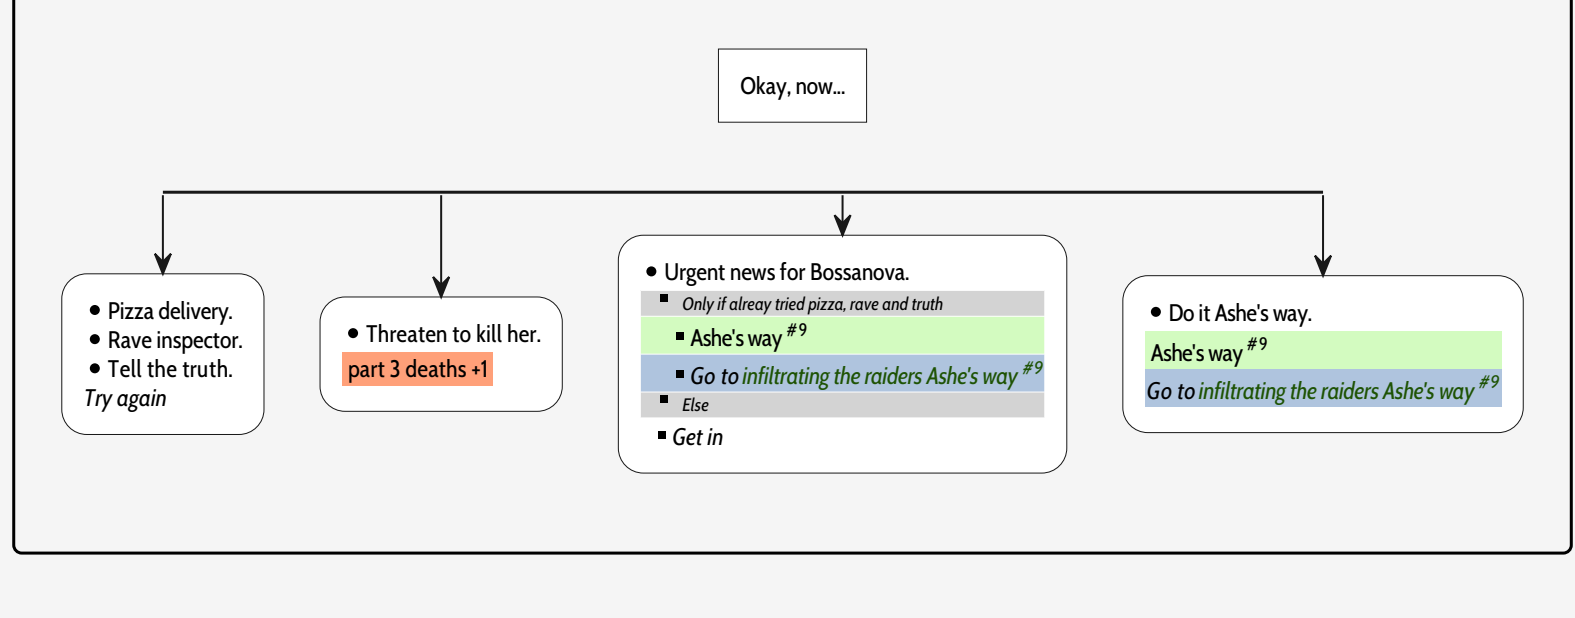 Okay, now...
Pizza delivery.
Rave inspector.
Tell the truth.
Try again
Threaten to kill her.
part 3 deaths +1
Urgent news for Bossanova.
Only if alreay tried pizza, rave and truth
Ashe's way #9
Go to infiltrating the raiders Ashe's way #9
Else
Get in
Do it Ashe's way.
Ashe's way #9
Go to infiltrating the raiders Ashe's way #9